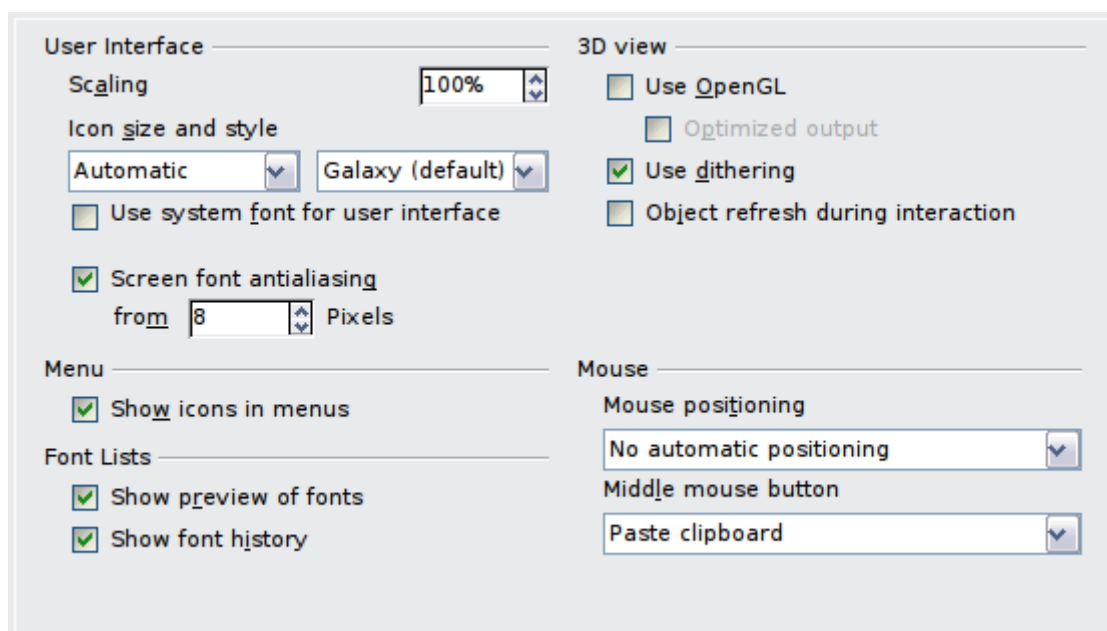 User Interface
Scaling 100%
Icon size and style
Automatic Galaxy (default)
Use system font for user interface
Screen font antialiasing
from 8 Pixels
Menu
Show icons in menus
Font Lists
Show preview of fonts
Show font history
3D view
Use OpenGL
Optimized output
Use dithering
Object refresh during interaction
Mouse
Mouse positioning
No automatic positioning
Middle mouse button
Paste clipboard